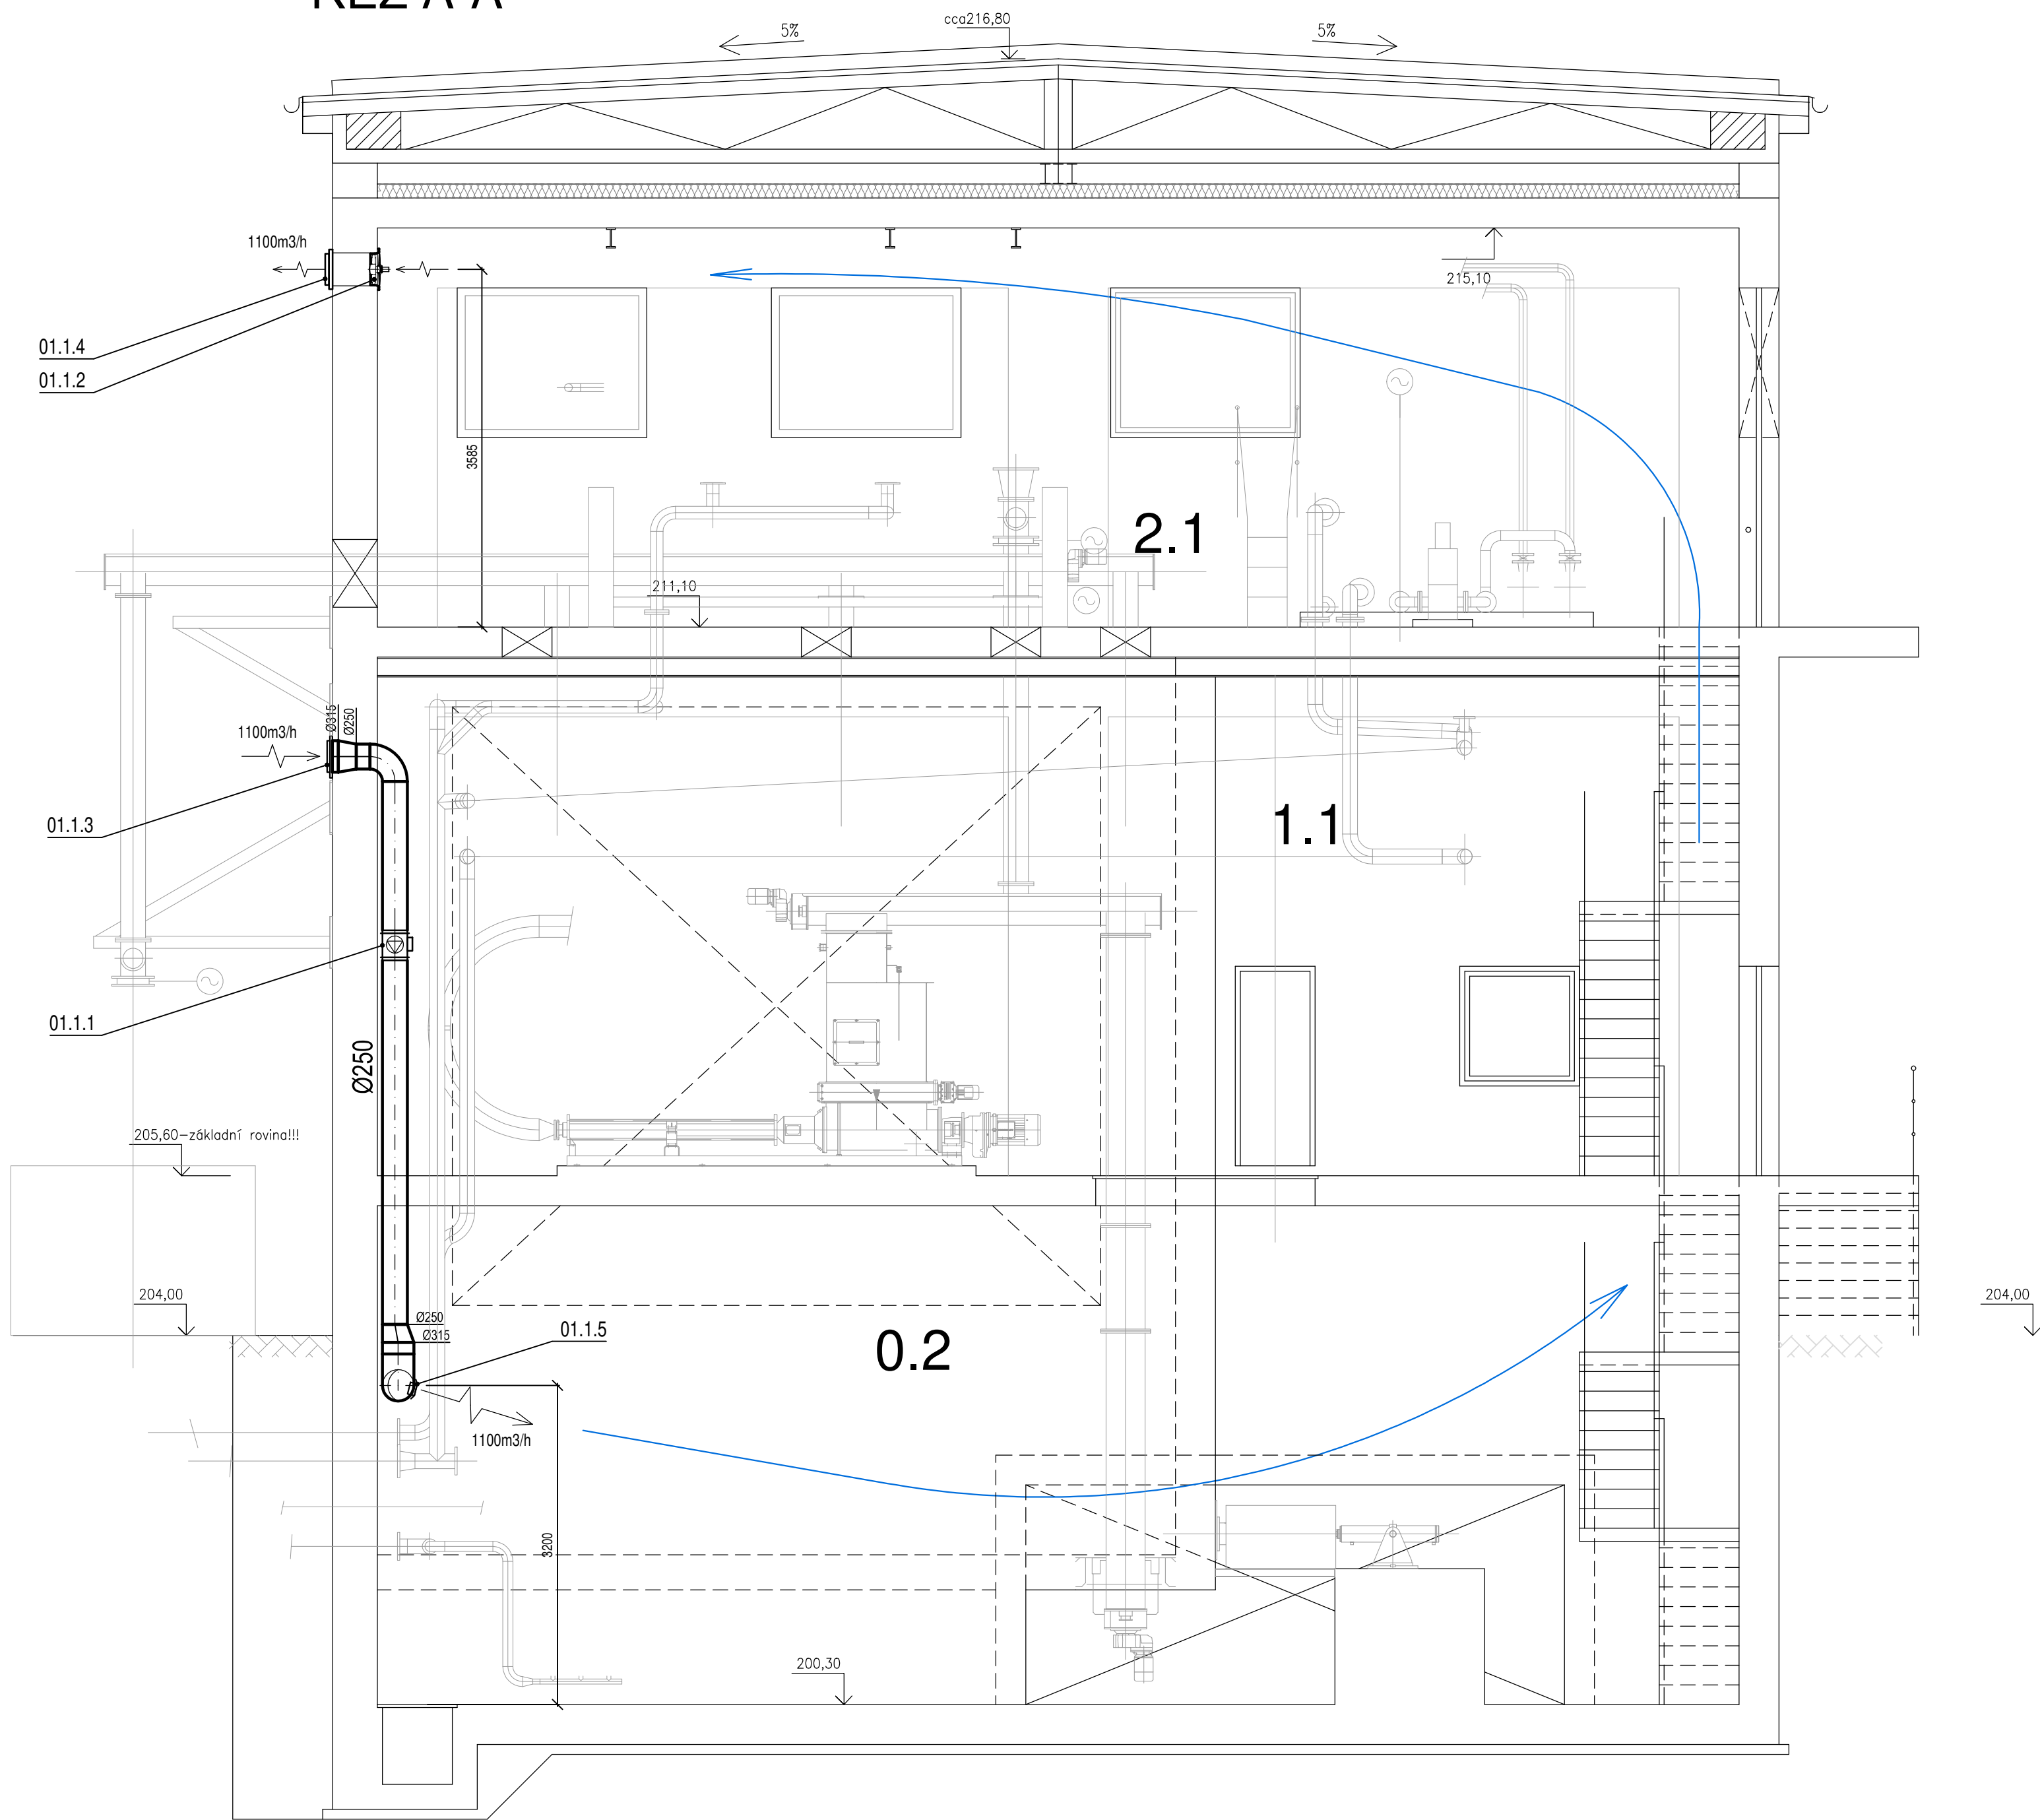 ŘEZ A-A
5%
cca216,80
5%
1100m3/h
215,10
01.1.4
01.1.2
3585
2.1
211,10
Ø315
Ø250
1100m3/h
01.1.3
1.1
01.1.1
Ø250
205,60-základní rovina!!!
204,00
204,00
Ø250
Ø315
01.1.5
0.2
1100m3/h
3200
200,30